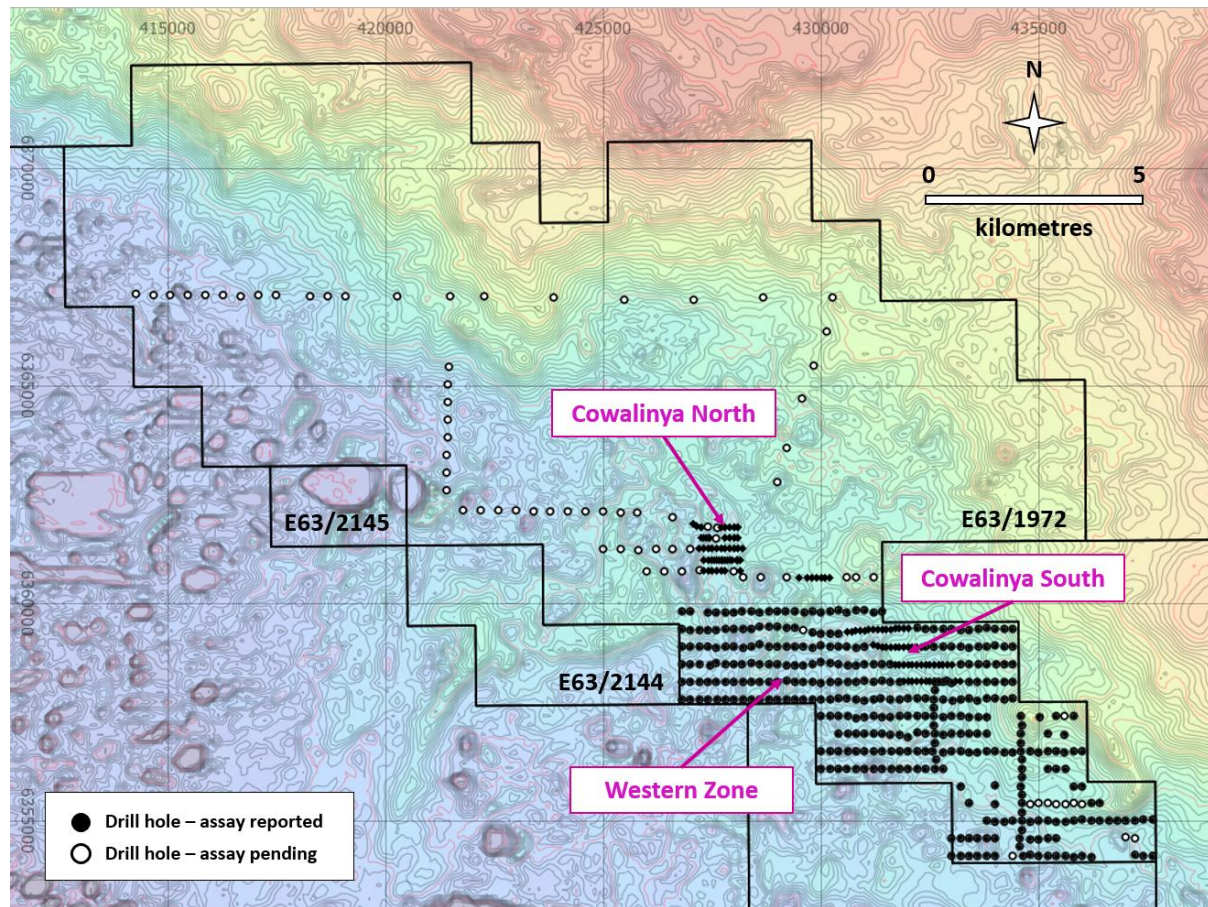 415000
420000
425000
430000
435000
N
6370000
0
5
kilometres
6365000
Cowalinya North
E63/2145
E63/1972
Cowalinya South
6360000
E63/2144
Western Zone
6355000
Drill hole – assay reported
Drill hole – assay pending